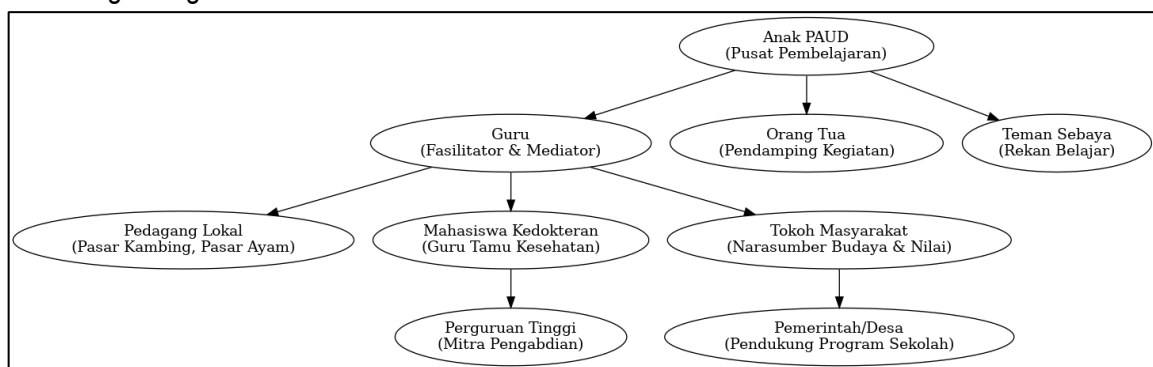 Anak PAUD
(Pusat Pembelajaran)
Guru
(Fasilitator & Mediator)
Orang Tua
(Pendamping Kegiatan)
Teman Sebaya
(Rekan Belajar)
Pedagang Lokal
(Pasar Kambing, Pasar Ayam)
Mahasiswa Kedokteran
(Guru Tamu Kesehatan)
Tokoh Masyarakat
(Narasumber Budaya & Nilai)
Perguruan Tinggi
(Mitra Pengabdian)
Pemerintah/Desa
(Pendukung Program Sekolah)